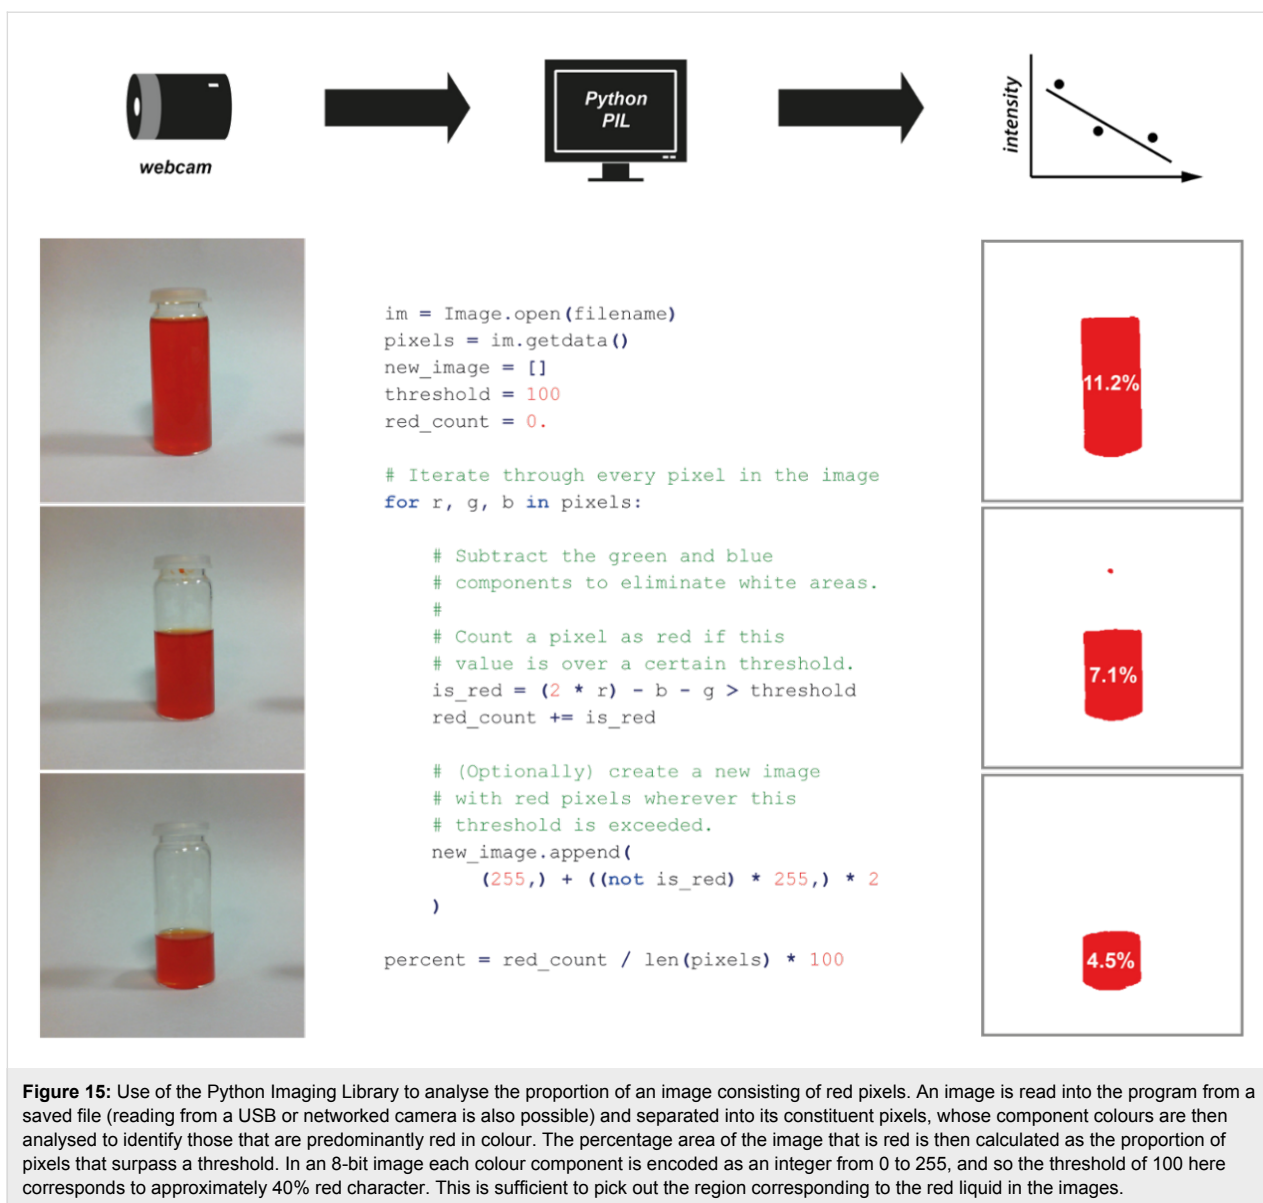 webcam
Python
PIL
intensity
im = Image.open(filename)
pixels = im.getdata()
new_image = []
threshold = 100
red_count = 0.
# Iterate through every pixel in the image
for r, g, b in pixels:
# Subtract the green and blue
# components to eliminate white areas.
#
# Count a pixel as red if this
# value is over a certain threshold.
is_red = (2 * r) - b - g > threshold
red_count += is_red
# (Optionally) create a new image
# with red pixels wherever this
# threshold is exceeded.
new_image.append(
(255,) + ((not is_red) * 255,) * 2
)
percent = red_count / len(pixels) * 100
11.2%
7.1%
4.5%
Figure 15: Use of the Python Imaging Library to analyse the proportion of an image consisting of red pixels. An image is read into the program from a
saved file (reading from a USB or networked camera is also possible) and separated into its constituent pixels, whose component colours are then
analysed to identify those that are predominantly red in colour. The percentage area of the image that is red is then calculated as the proportion of
pixels that surpass a threshold. In an 8-bit image each colour component is encoded as an integer from 0 to 255, and so the threshold of 100 here
corresponds to approximately 40% red character. This is sufficient to pick out the region corresponding to the red liquid in the images.